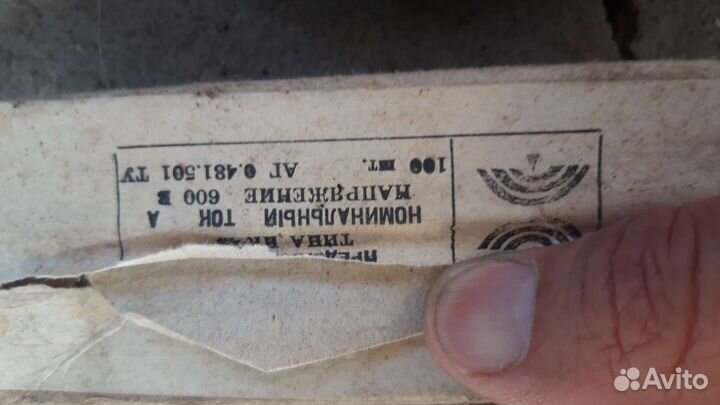 ТИПА
НОМИНАЛЬНЫЙ ТОК А
НАПРЯЖЕНИЕ 600 В
100 шт. АГ 0.481.501 ТУ
Avito